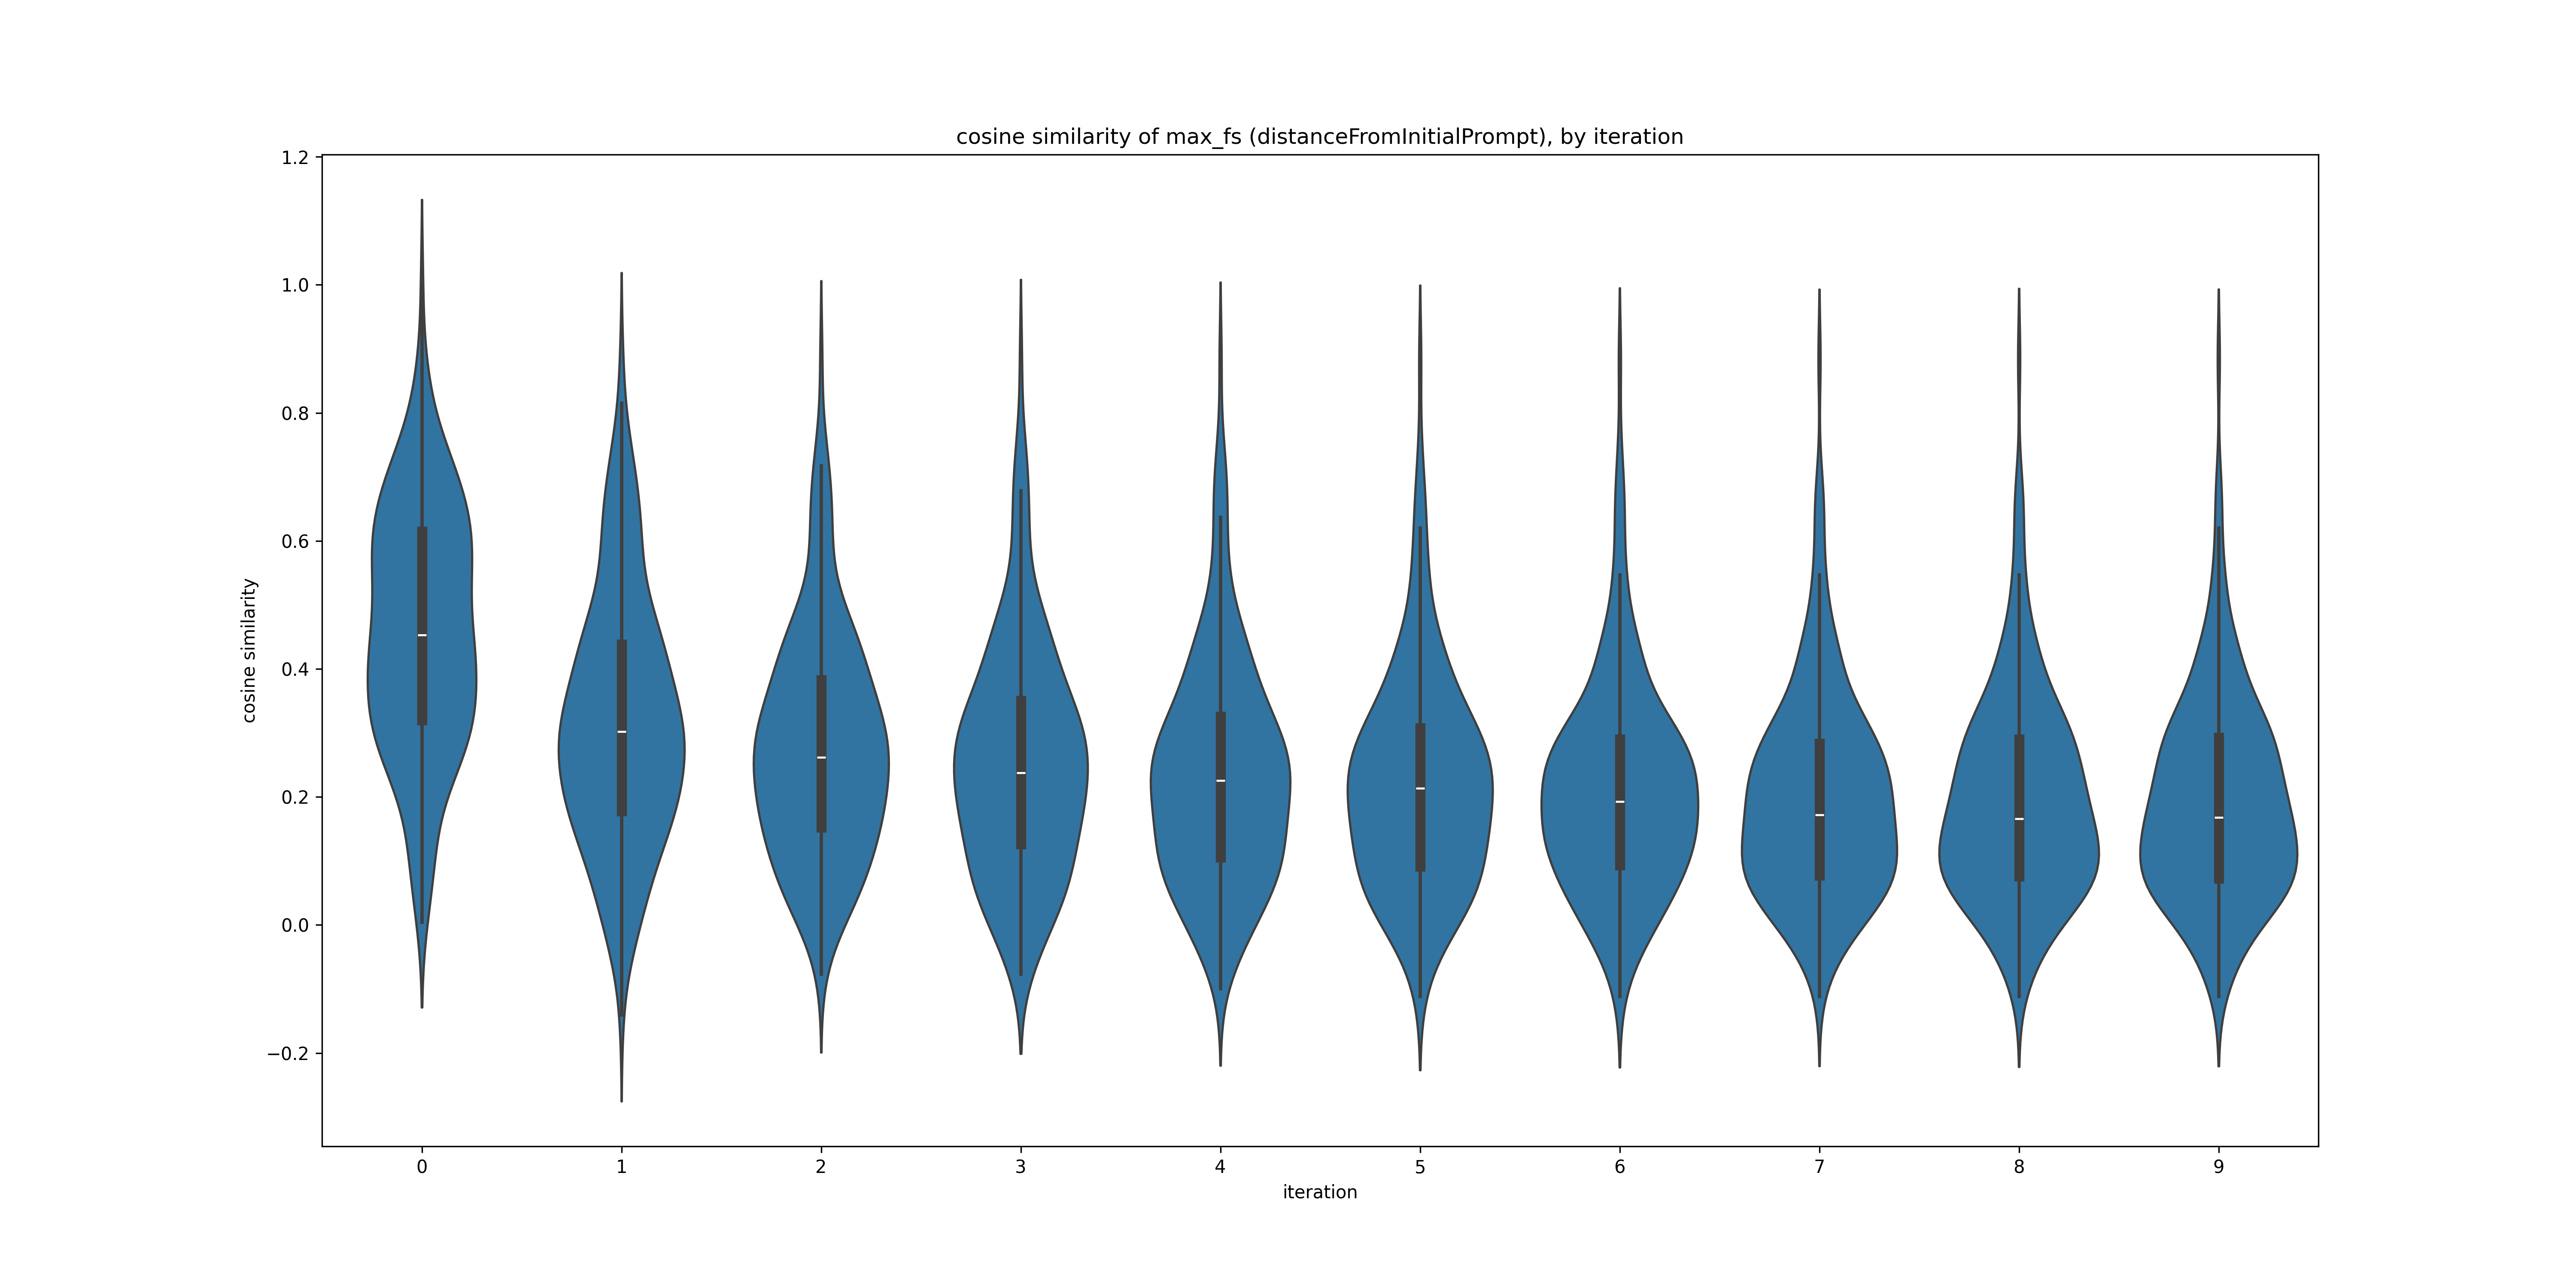 cosine similarity of max_fs (distanceFromInitialPrompt), by iteration
1.2
1.0
0.8
0.6
0.4
0.2
0.0
−0.2
cosine similarity
0 1 2 3 4 5 6 7 8 9
iteration